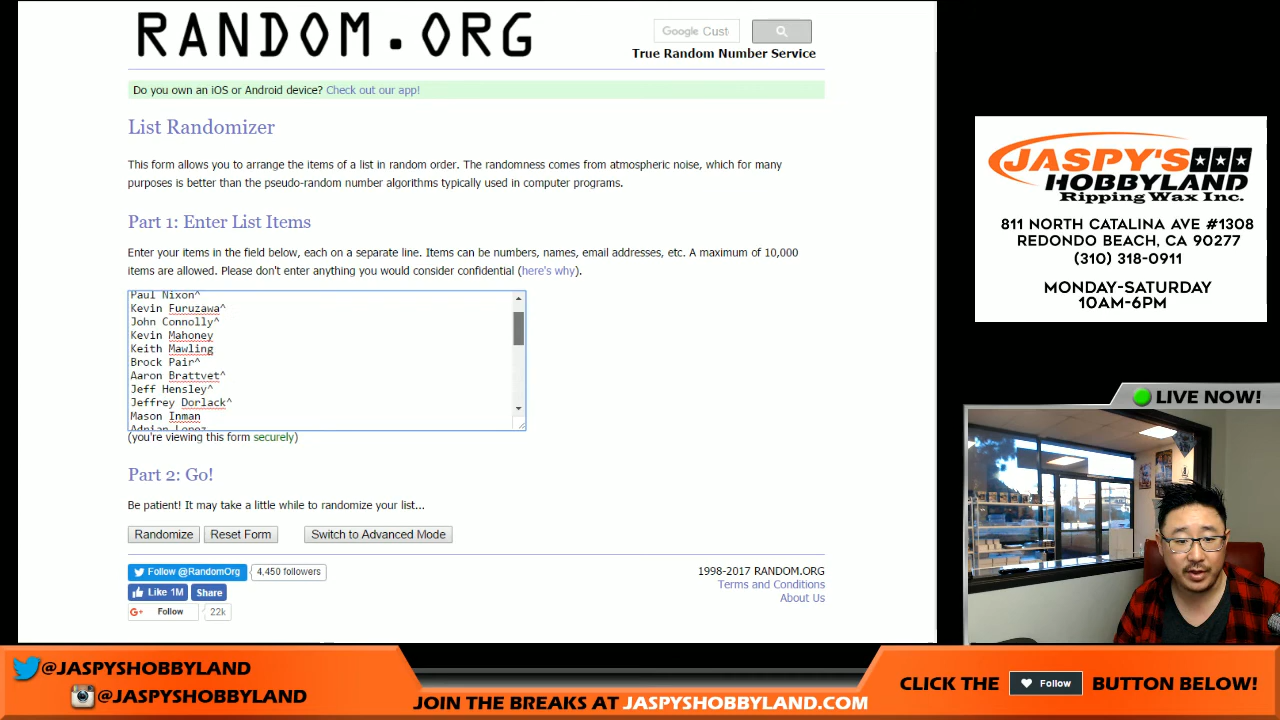 RANDOM.ORG
Google Cust
True Random Number Service
Do you own an iOS or Android device? Check out our app!
List Randomizer
This form allows you to arrange the items of a list in random order. The randomness comes from atmospheric noise, which for many
purposes is better than the pseudo-random number algorithms typically used in computer programs.
Part 1: Enter List Items
Enter your items in the field below, each on a separate line. Items can be numbers, names, email addresses, etc. A maximum of 10,000
items are allowed. Please don't enter anything you would consider confidential (here's why).
Paul Nixon^
Kevin Furuzawa^
John Connolly^
Kevin Mahoney
Keith Mawling
Brock Pair^
Aaron Brattvet^
Jeff Hensley^
Jeffrey Dorlack^
Mason Inman
Adrian Lopez
(you're viewing this form securely)
Part 2: Go!
Be patient! It may take a little while to randomize your list...
Randomize Reset Form Switch to Advanced Mode
Follow @RandomOrg 4,450 followers
Like 1M Share
G+ Follow 22k
1998-2017 RANDOM.ORG
Terms and Conditions
About Us
JASPY'S
HOBBYLAND
Ripping Wax Inc.
811 NORTH CATALINA AVE #1308
REDONDO BEACH, CA 90277
(310) 318-0911
MONDAY-SATURDAY
10AM-6PM
LIVE NOW!
@JASPYSHOBBYLAND
@JASPYSHOBBYLAND
JOIN THE BREAKS AT JASPYSHOBBYLAND.COM
CLICK THE Follow BUTTON BELOW!